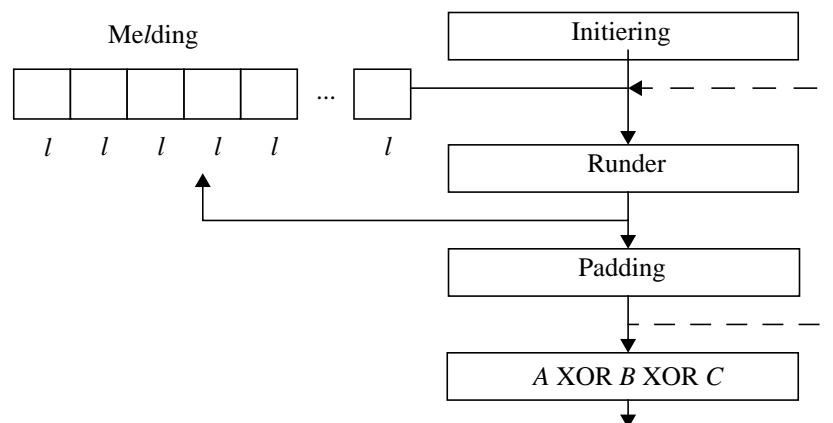 Melding
Initiering
...
l l l l l l
Runder
Padding
A XOR B XOR C